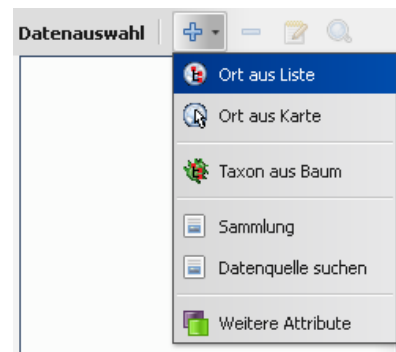 Datenauswahl
Ort aus Liste
Ort aus Karte
Taxon aus Baum
Sammlung
Datenquelle suchen
Weitere Attribute